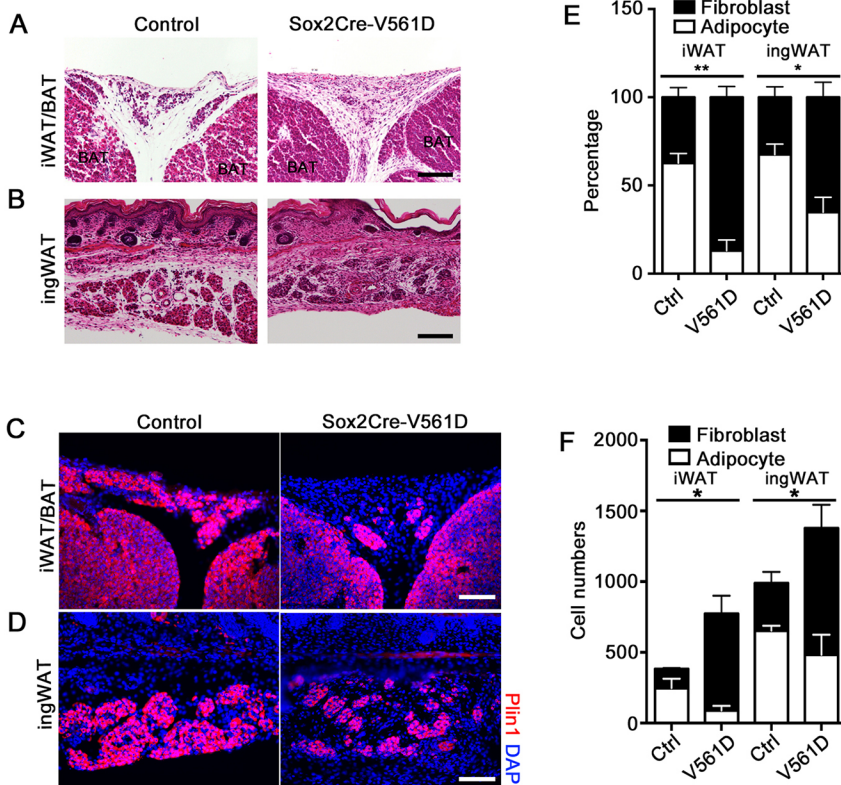 A
Control
Sox2Cre-V561D
iWAT/BAT
BAT
BAT
BAT
BAT
B
ingWAT
C
Control
Sox2Cre-V561D
iWAT/BAT
D
ingWAT
Plin1 DAP
E
Fibroblast
Adipocyte
iWAT
ingWAT
**
*
Percentage
150
100
50
0
Ctrl
V561D
Ctrl
V561D
F
Fibroblast
Adipocyte
iWAT
ingWAT
*
*
Cell numbers
2000
1500
1000
500
0
Ctrl
V561D
Ctrl
V561D